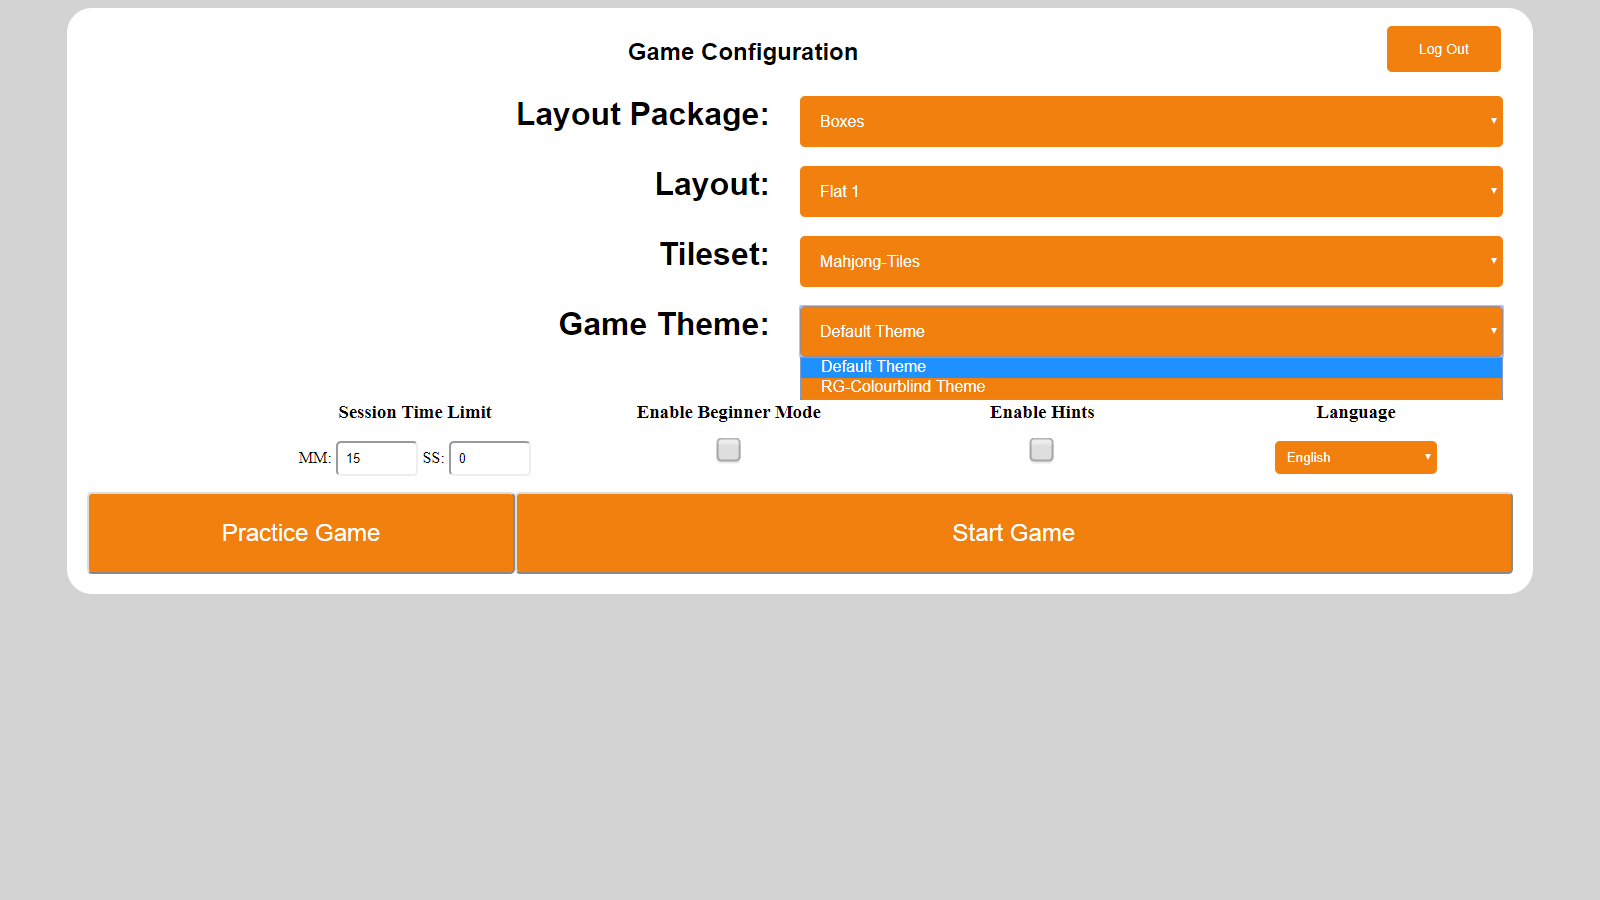 Game Configuration
Log Out
Layout Package:
Boxes
Layout:
Flat 1
Tileset:
Mahjong-Tiles
Game Theme:
Default Theme
Default Theme
RG-Colourblind Theme
Session Time Limit
Enable Beginner Mode
Enable Hints
Language
MM: 15 SS: 0
English
Practice Game
Start Game